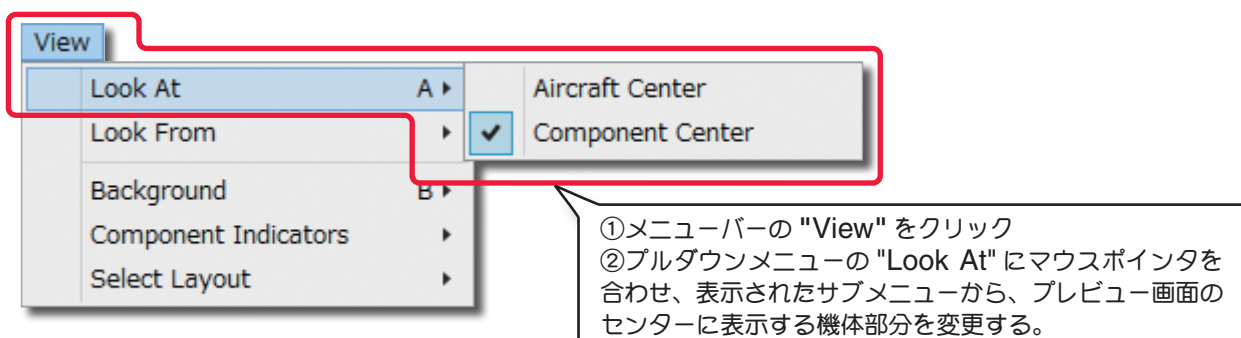 View
Look At A
Aircraft Center
Look From
Component Center
Background B
Component Indicators
Select Layout
①メニューバーの "View" をクリック
②プルダウンメニューの "Look At" にマウスポインタを
合わせ、表示されたサブメニューから、プレビュー画面の
センターに表示する機体部分を変更する。